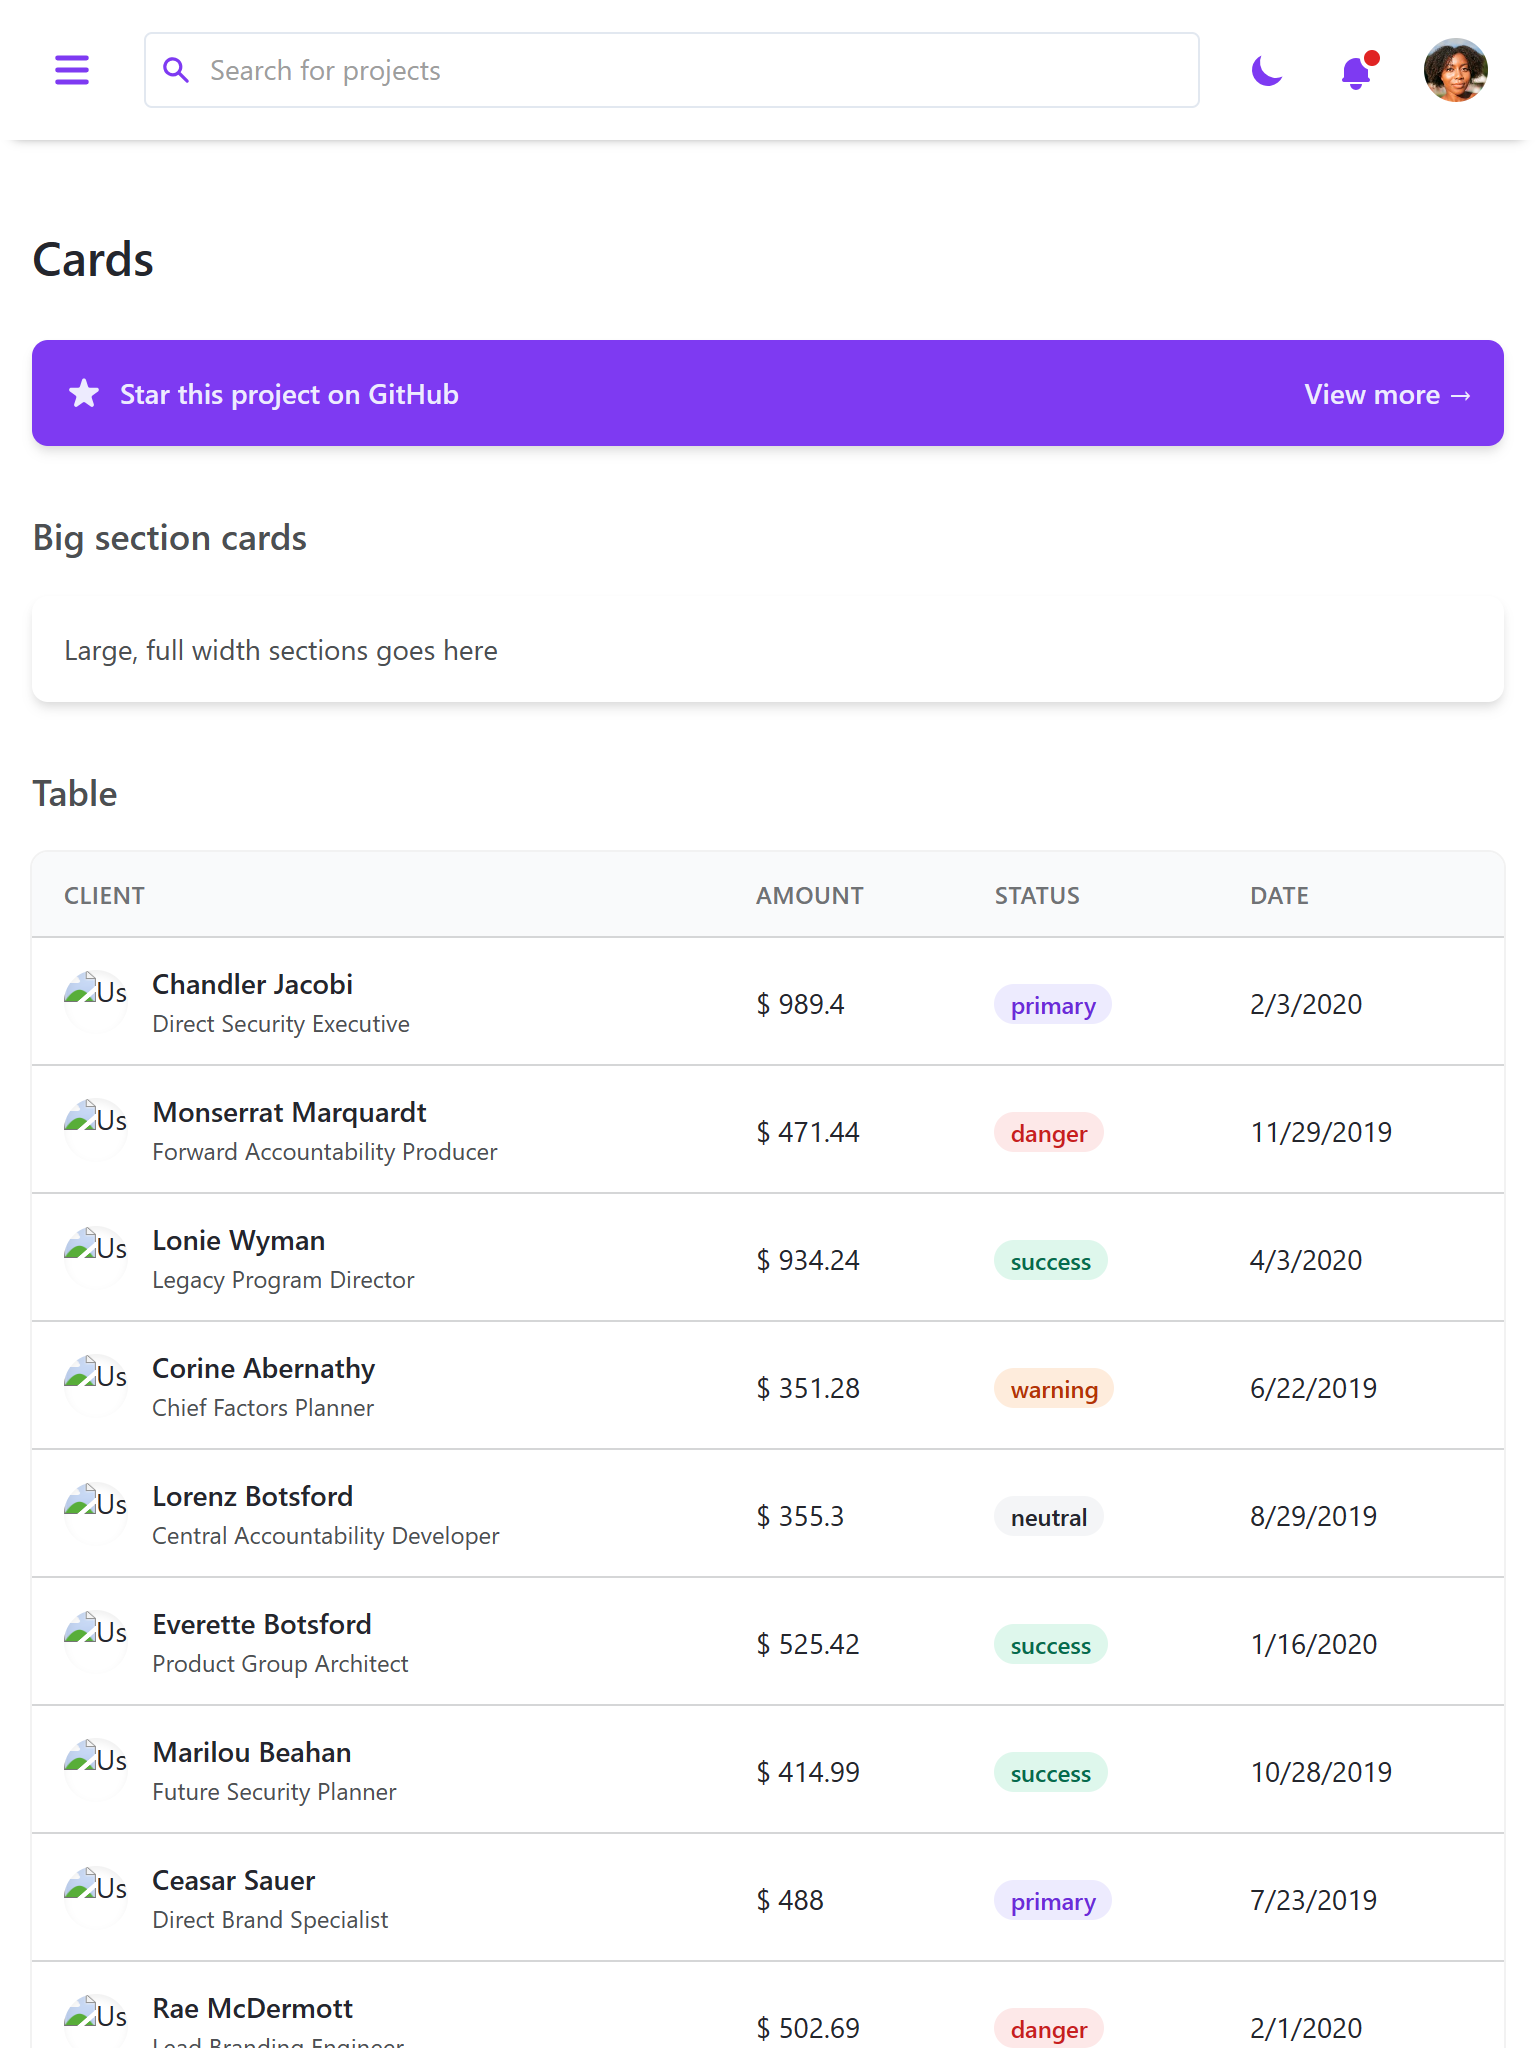 Search for projects
Cards
Star this project on GitHub
View more →
Big section cards
Large, full width sections goes here
Table
CLIENT AMOUNT STATUS DATE
Us Chandler Jacobi
Direct Security Executive
$ 989.4 primary 2/3/2020
Us Monserrat Marquardt
Forward Accountability Producer
$ 471.44 danger 11/29/2019
Us Lonie Wyman
Legacy Program Director
$ 934.24 success 4/3/2020
Us Corine Abernathy
Chief Factors Planner
$ 351.28 warning 6/22/2019
Us Lorenz Botsford
Central Accountability Developer
$ 355.3 neutral 8/29/2019
Us Everette Botsford
Product Group Architect
$ 525.42 success 1/16/2020
Us Marilou Beahan
Future Security Planner
$ 414.99 success 10/28/2019
Us Ceasar Sauer
Direct Brand Specialist
$ 488 primary 7/23/2019
Us Rae McDermott
Lead Branding Engineer
$ 502.69 danger 2/1/2020